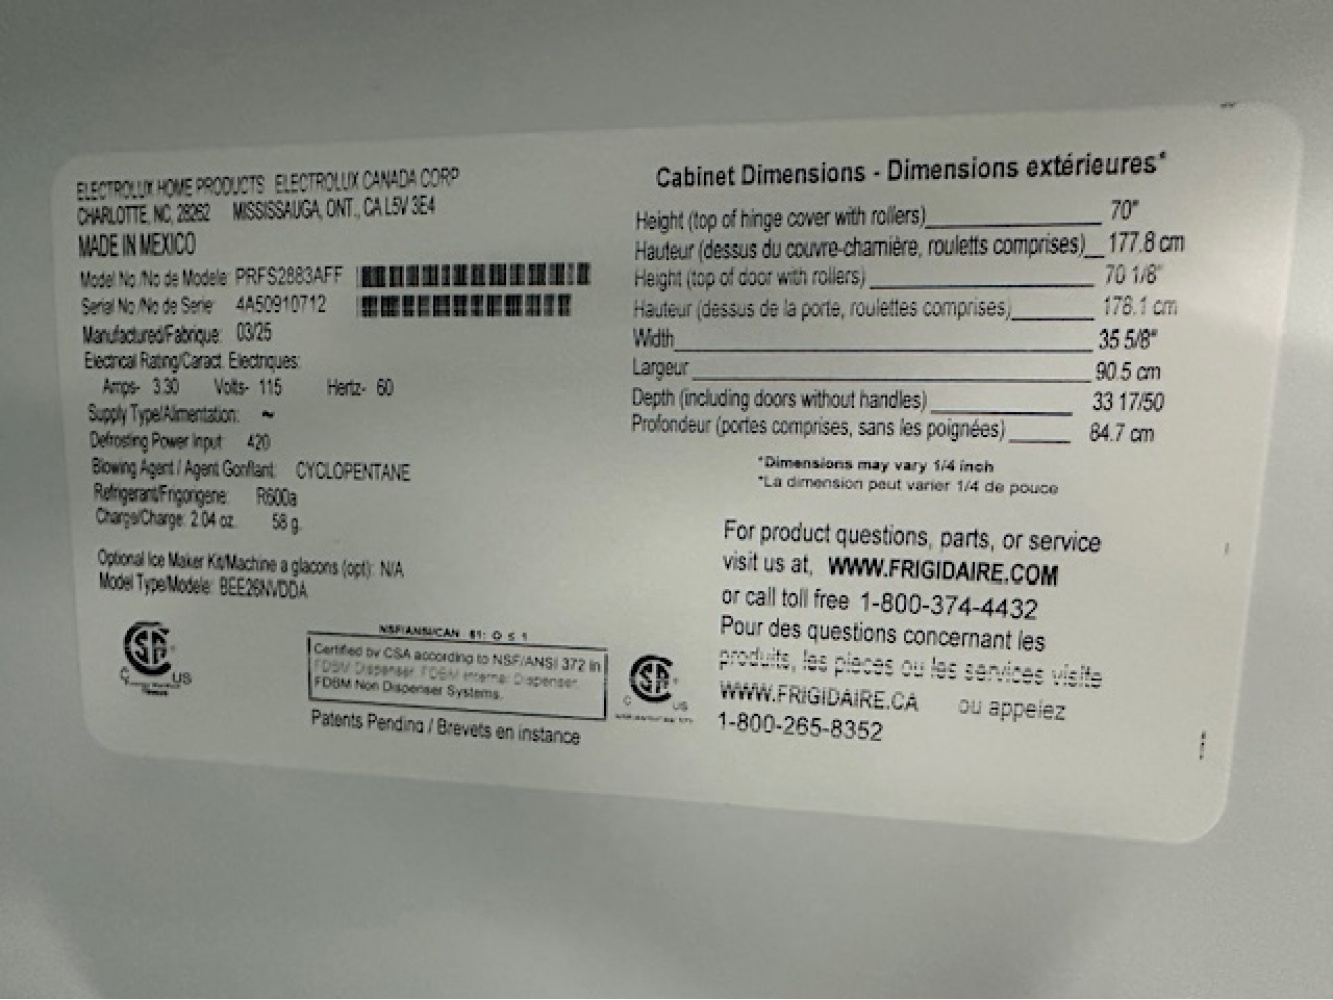 ELECTROLUX HOME PRODUCTS ELECTROLUX CANADA CORP
CHARLOTTE, NC, 28262 MISSISSAUGA, ONT., CA L5V 3E4
MADE IN MEXICO
Model No./No de Modele: PRFS2883AFF
Serial No./No de Serie: 4A50910712
Manufactured/Fabrique: 03/25
Electrical Rating/Caract. Electriques:
Amps- 3.30 Volts- 115 Hertz- 60
Supply Type/Alimentation: ~
Defrosting Power Input 420
Blowing Agent / Agent Gonflant: CYCLOPENTANE
Refrigerant/Frigorigene: R600a
Charge/Charge: 2.04 oz. 58 g.
Optional Ice Maker Kit/Machine a glacons (opt): N/A
Model Type/Modele: BEE26NVDDA
Cabinet Dimensions - Dimensions extérieures*
Height (top of hinge cover with rollers) 70"
Hauteur (dessus du couvre-charnière, rouletts comprises) 177.8 cm
Height (top of door with rollers) 70 1/8"
Hauteur (dessus de la porte, roulettes comprises) 178.1 cm
Width 35 5/8"
Largeur 90.5 cm
Depth (including doors without handles) 33 17/50
Profondeur (portes comprises, sans les poignées) 84.7 cm
*Dimensions may vary 1/4 inch
*La dimension peut varier 1/4 de pouce
For product questions, parts, or service
visit us at, WWW.FRIGIDAIRE.COM
or call toll free 1-800-374-4432
Pour des questions concernant les
produits, les pieces ou les services visite
WWW.FRIGIDAIRE.CA ou appelez
1-800-265-8352
NSF/ANSI/CAN 61: Q ≤ 1
Certified by CSA according to NSF/ANSI 372 in
FDBM Dispenser, FDBM Internal Dispenser,
FDBM Non Dispenser Systems.
Patents Pending / Brevets en instance
C US
C US